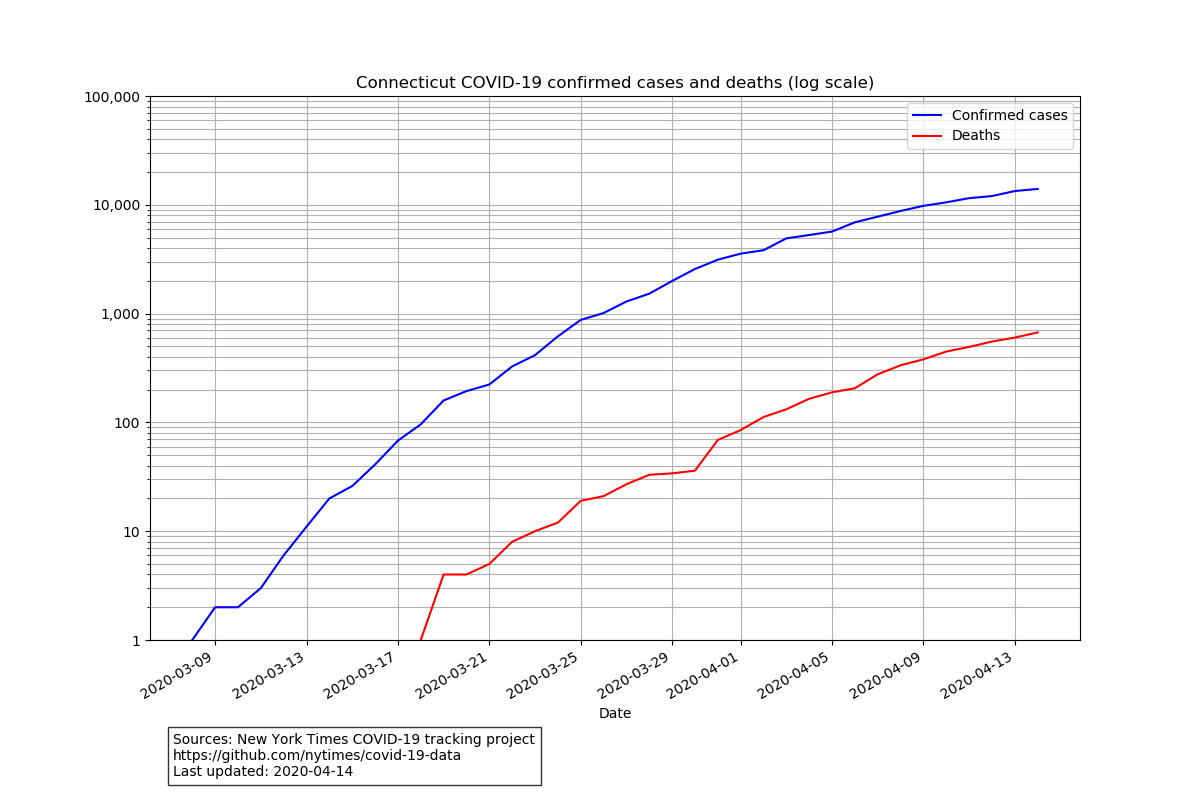 Connecticut COVID-19 confirmed cases and deaths (log scale)
100,000
10,000
1,000
100
10
1
Confirmed cases
Deaths
2020-03-09
2020-03-13
2020-03-17
2020-03-21
2020-03-25
2020-03-29
2020-04-01
2020-04-05
2020-04-09
2020-04-13
Date
Sources: New York Times COVID-19 tracking project
https://github.com/nytimes/covid-19-data
Last updated: 2020-04-14